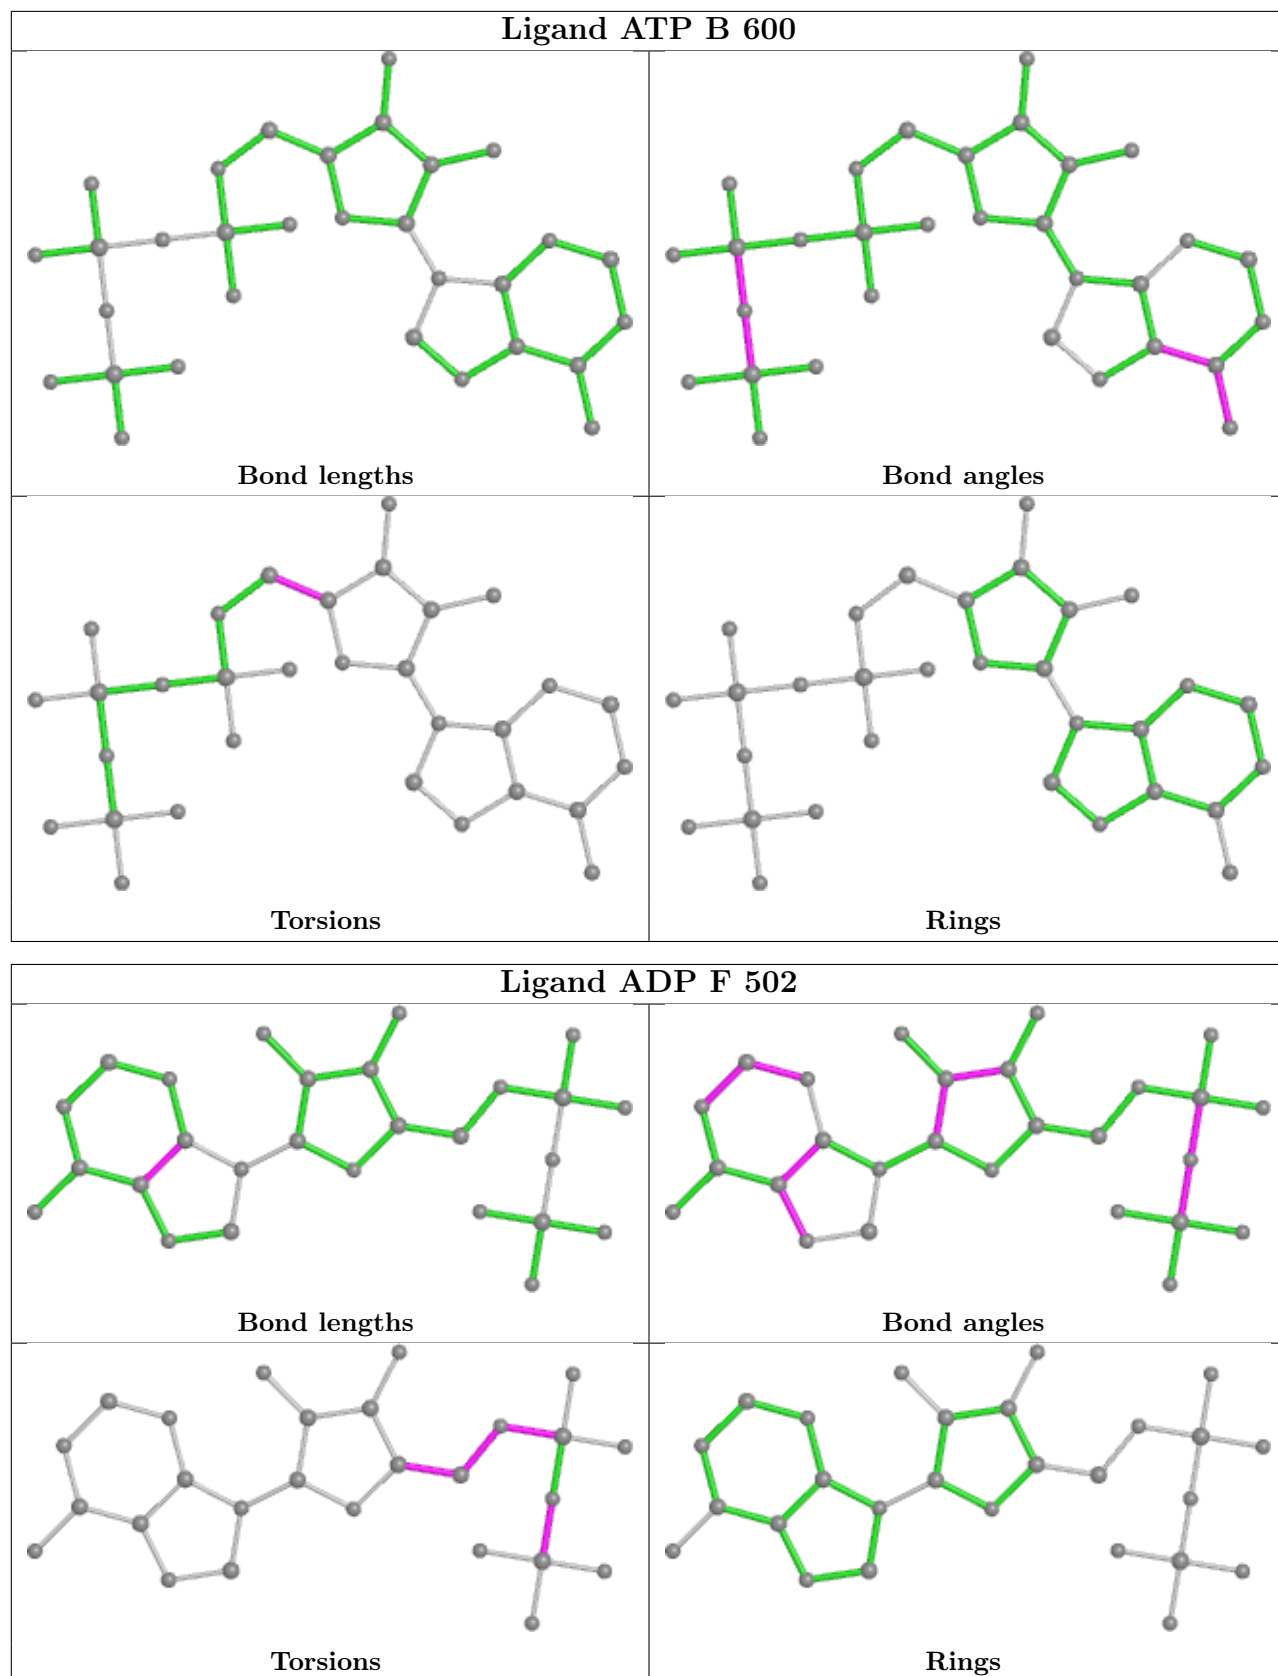 Ligand ATP B 600
Bond lengths
Bond angles
Torsions
Rings
Ligand ADP F 502
Bond lengths
Bond angles
Torsions
Rings